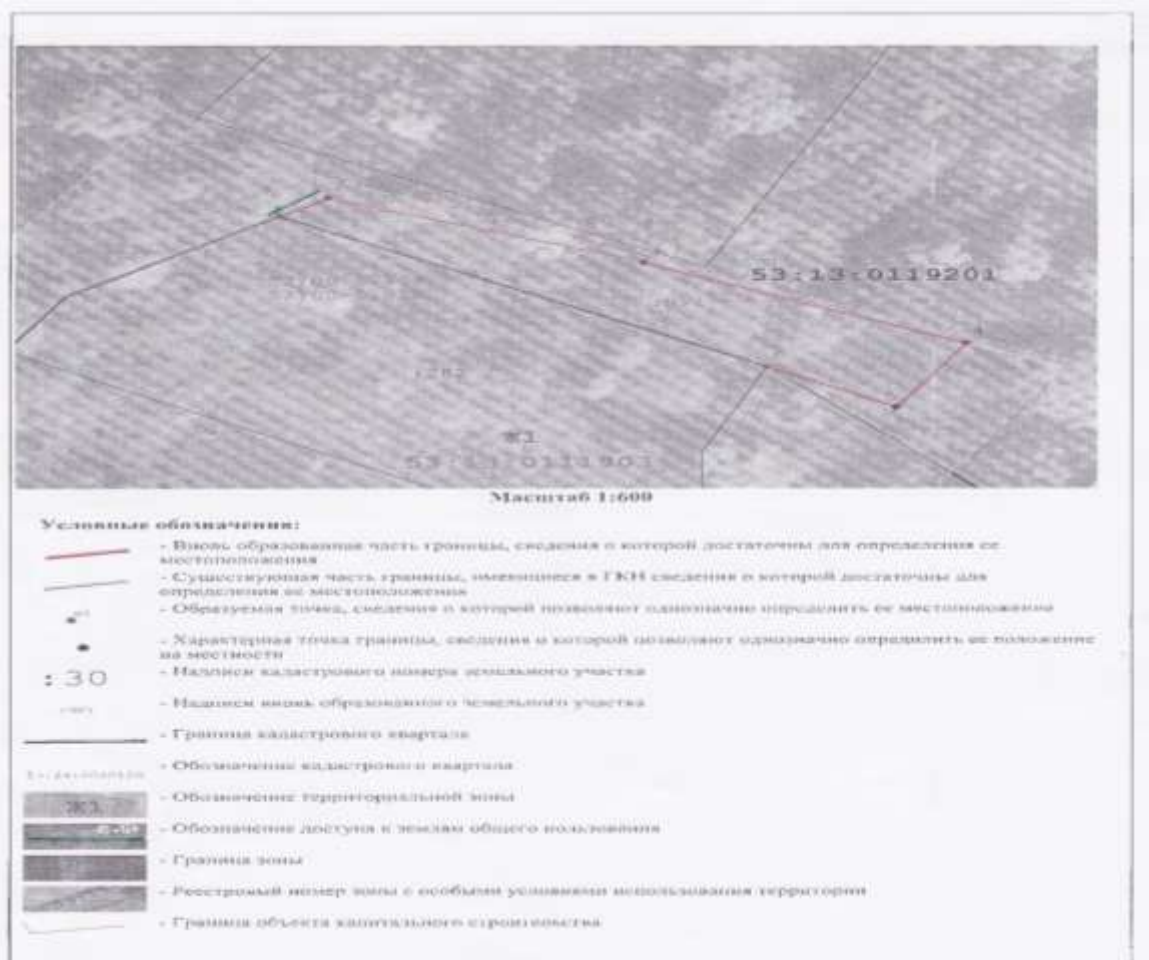 53:13:0119201
:282
Ж1
53:13:0111903
Масштаб 1:600
Условные обозначения:
- Вновь образованная часть границы, сведения о которой достаточны для определения ее
местоположения
- Существующая часть границы, имеющиеся в ГКН сведения о которой достаточны для
определения ее местоположения
- Образуемая точка, сведения о которой позволяют однозначно определить ее местоположение
- Характерная точка границы, сведения о которой позволяют однозначно определить ее положение
на местности
:30
- Надписи кадастрового номера земельного участка
- Надписи вновь образованного земельного участка
- Граница кадастрового квартала
- Обозначение кадастрового квартала
Ж1
- Обозначение территориальной зоны
- Обозначение доступа к землям общего пользования
- Граница зоны
- Реестровый номер зоны с особыми условиями использования территории
- Граница объекта капитального строительства